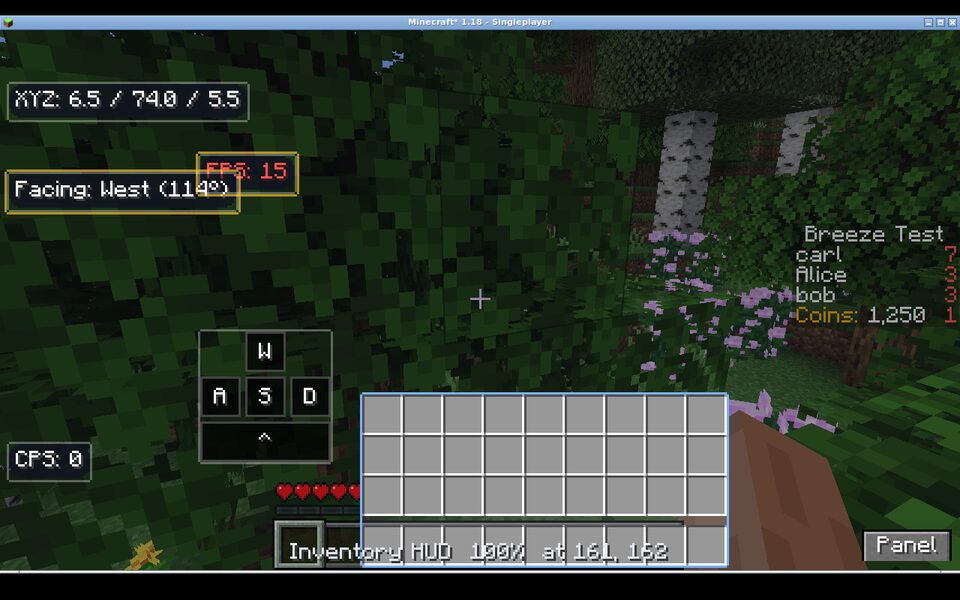 Minecraft* 1.18 - Singleplayer
XYZ: 6.5 / 74.0 / 5.5
FPS: 15
Facing: West (114º)
Breeze Test
carl 7
Alice 3
bob 3
Coins: 1,250 1
W
A S D
^
CPS: 0
Inventory HUD 100% at 161, 162
Panel